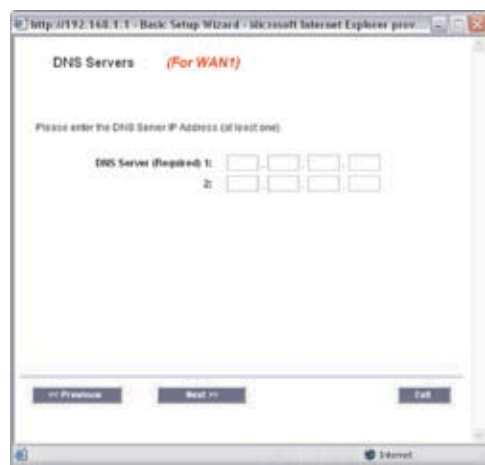 http://192.168.1.1 - Basic Setup Wizard - Microsoft Internet Explorer prov...
DNS Servers (For WAN1)
Please enter the DNS Server IP Address (at least one)
DNS Server (Required) 1:
2:
<< Previous Next >> Exit
Internet